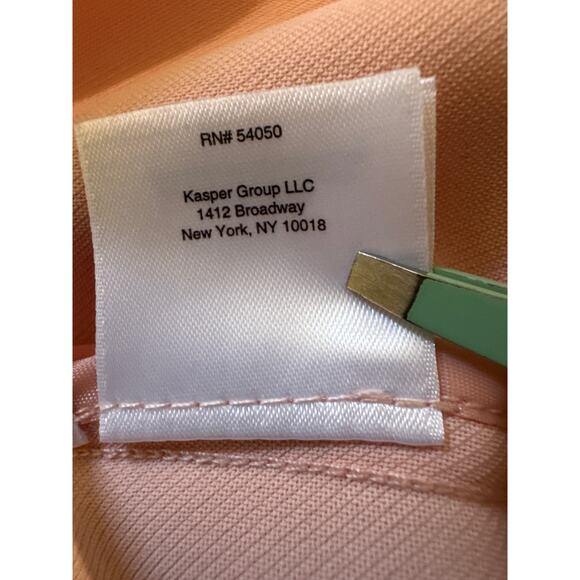 RN# 54050
Kasper Group LLC
1412 Broadway
New York, NY 10018